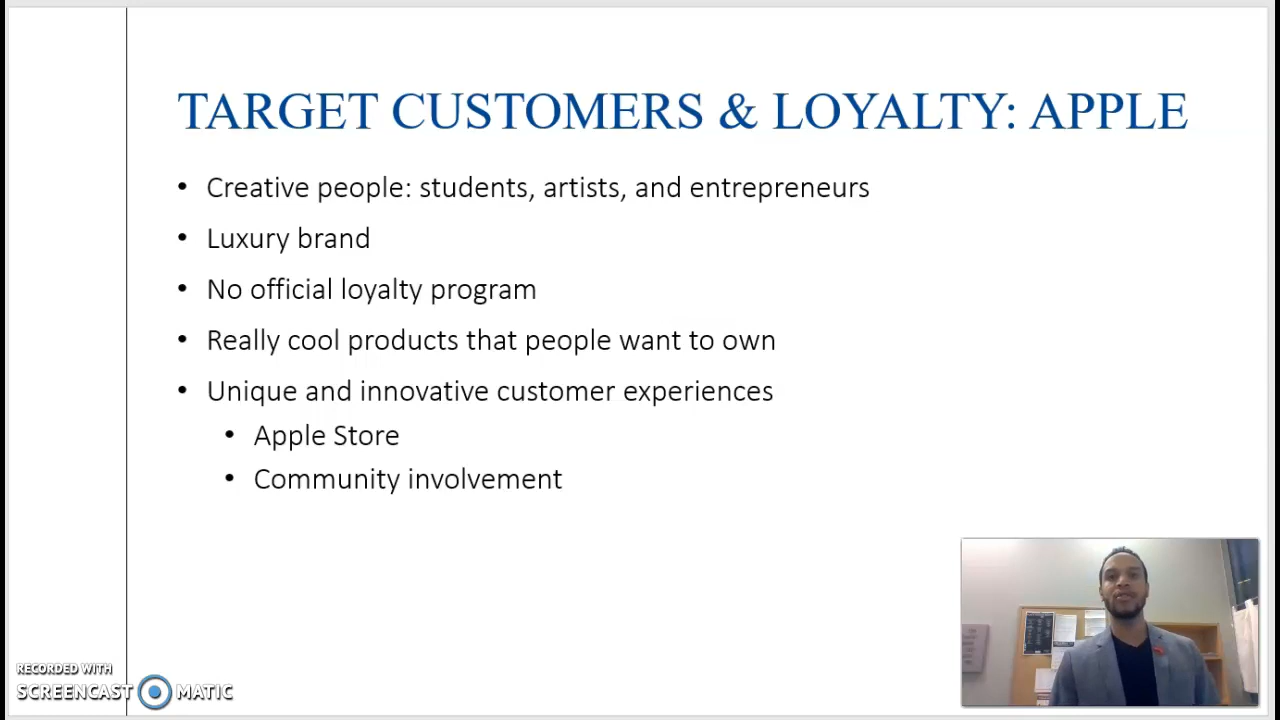 TARGET CUSTOMERS & LOYALTY: APPLE
• Creative people: students, artists, and entrepreneurs
• Luxury brand
• No official loyalty program
• Really cool products that people want to own
• Unique and innovative customer experiences
• Apple Store
• Community involvement
RECORDED WITH
SCREENCAST MATIC